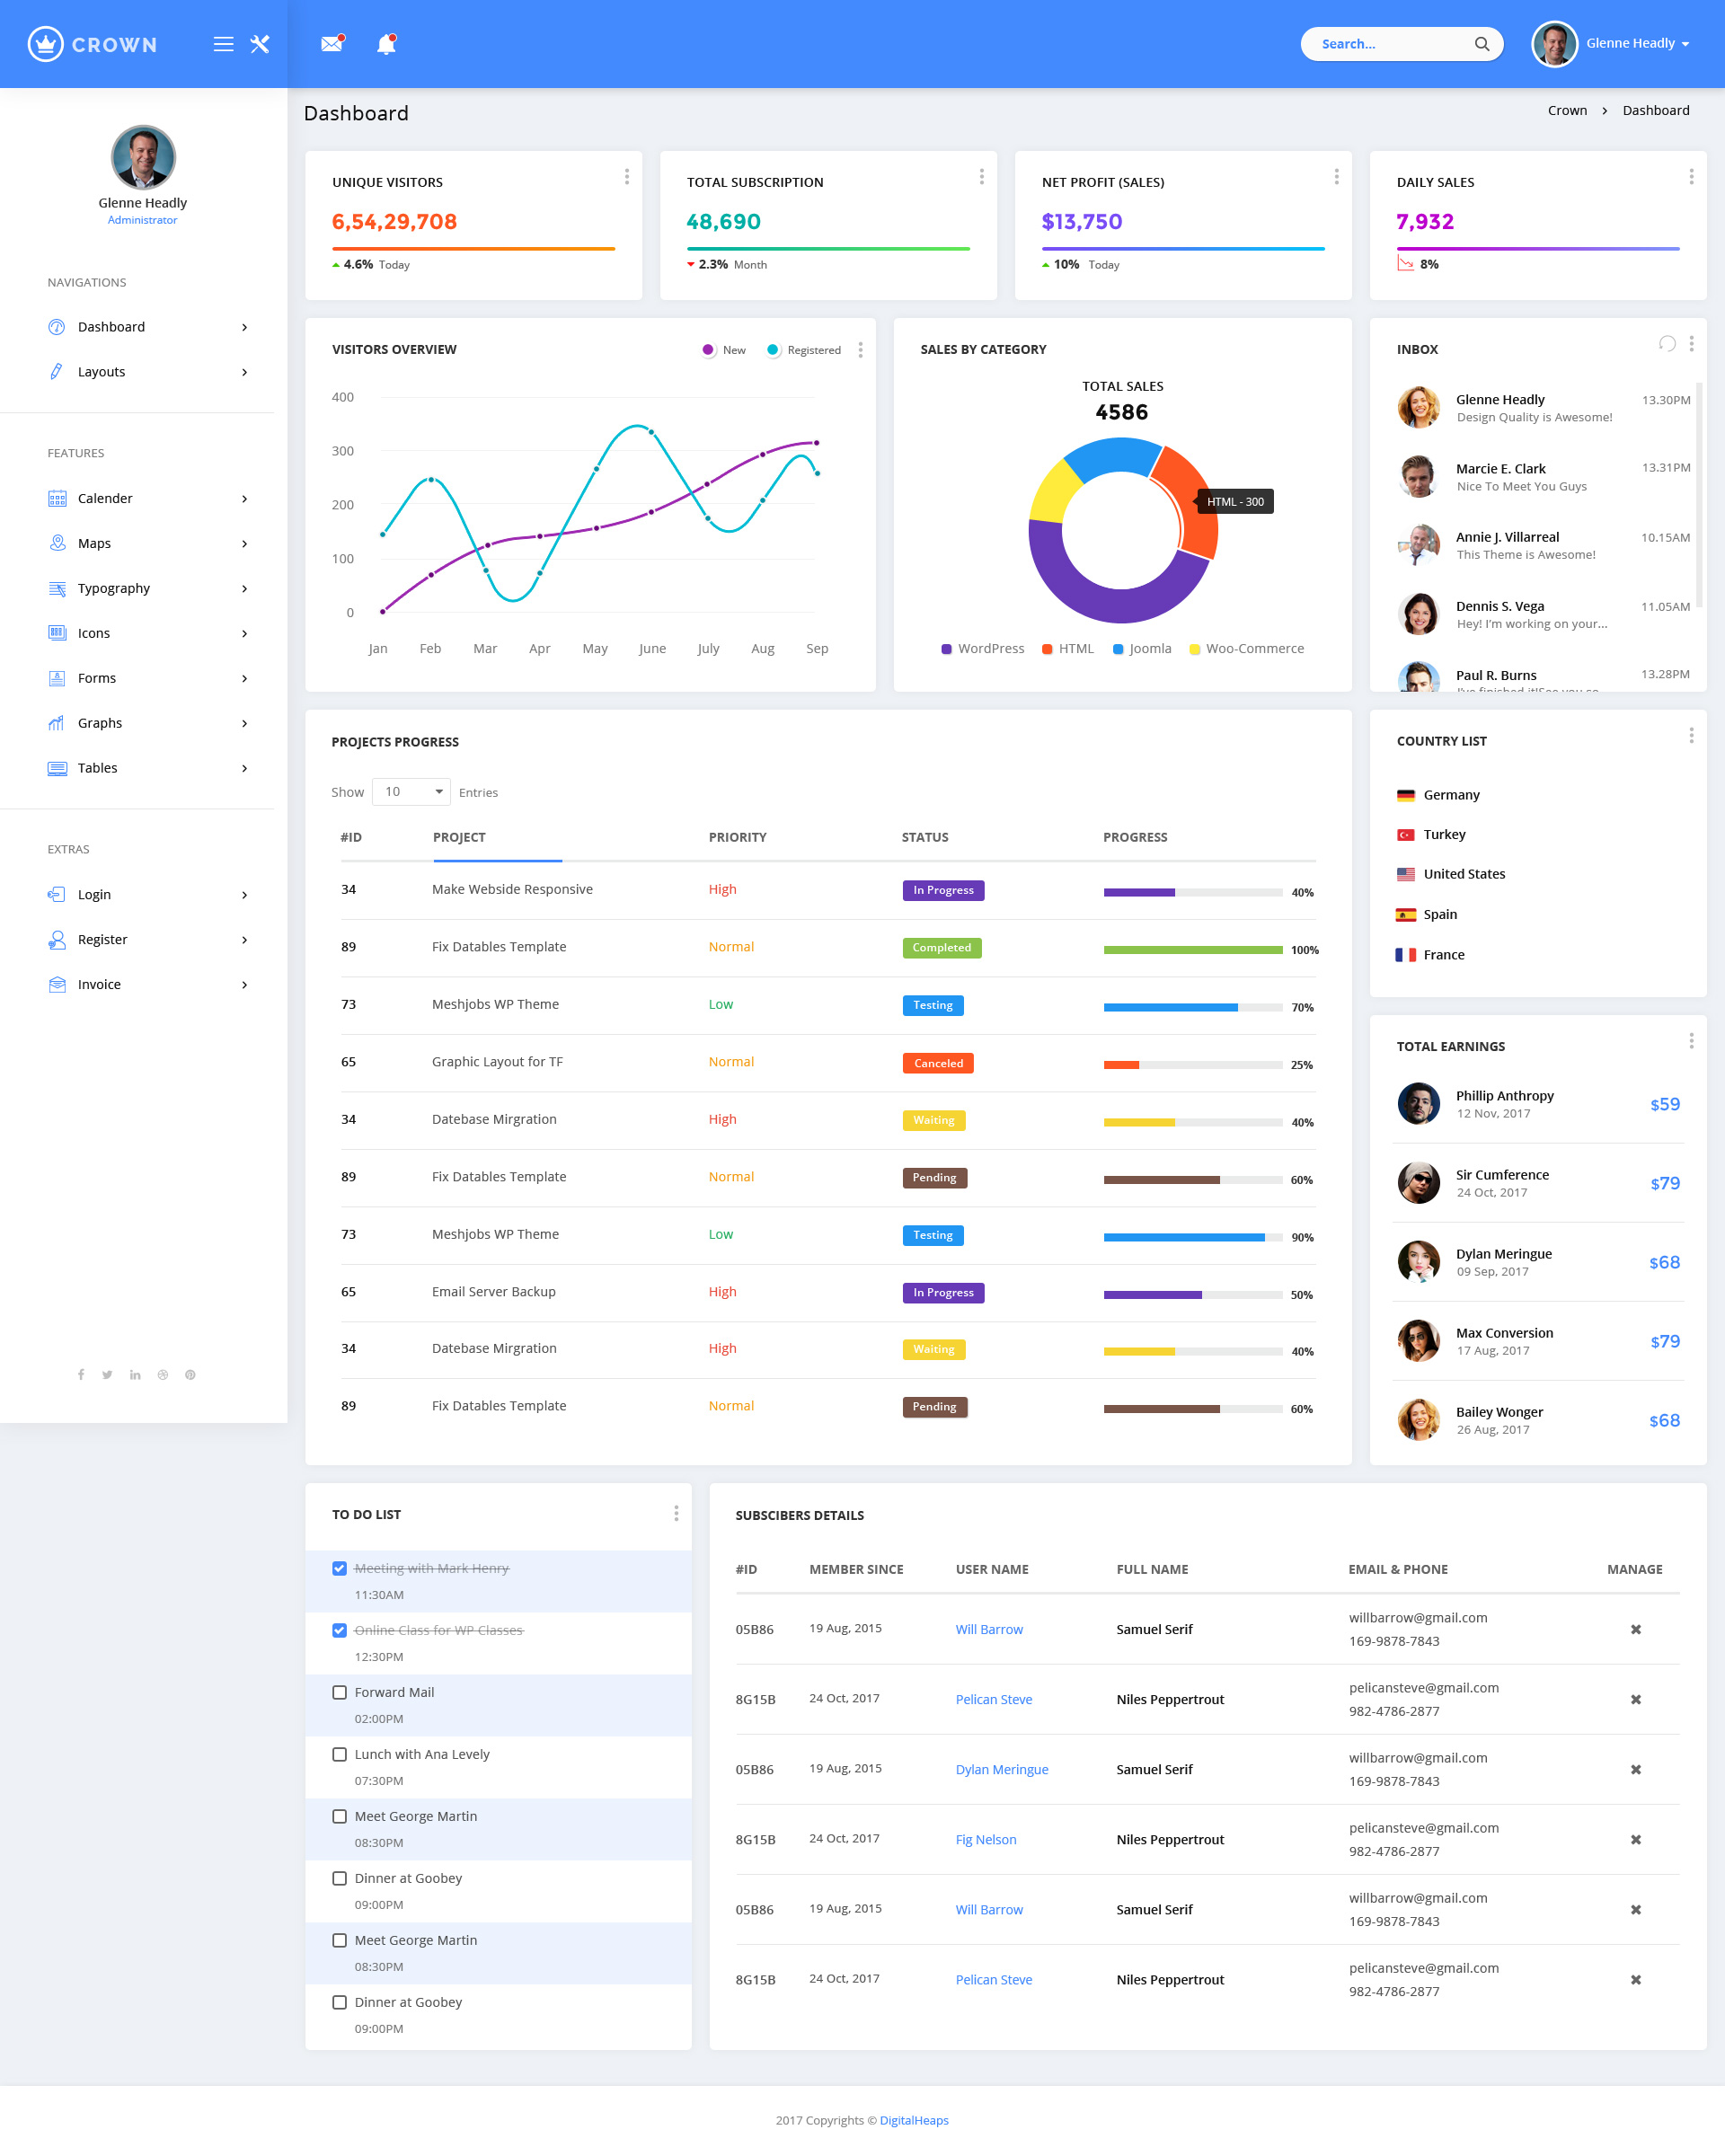 CROWN
Search...
Glenne Headly
Glenne Headly
Administrator
NAVIGATIONS
Dashboard
Layouts
FEATURES
Calender
Maps
Typography
Icons
Forms
Graphs
Tables
EXTRAS
Login
Register
Invoice
Dashboard
Crown > Dashboard
UNIQUE VISITORS
6,54,29,708
4.6% Today
TOTAL SUBSCRIPTION
48,690
2.3% Month
NET PROFIT (SALES)
$13,750
10% Today
DAILY SALES
7,932
8%
VISITORS OVERVIEW
New Registered
400
300
200
100
0
Jan Feb Mar Apr May June July Aug Sep
SALES BY CATEGORY
TOTAL SALES
4586
HTML - 300
WordPress HTML Joomla Woo-Commerce
INBOX
Glenne Headly 13.30PM
Design Quality is Awesome!
Marcie E. Clark 13.31PM
Nice To Meet You Guys
Annie J. Villarreal 10.15AM
This Theme is Awesome!
Dennis S. Vega 11.05AM
Hey! I'm working on your...
Paul R. Burns 13.28PM
I've finished it!See you so
PROJECTS PROGRESS
Show 10 Entries
#ID PROJECT PRIORITY STATUS PROGRESS
34 Make Webside Responsive High In Progress 40%
89 Fix Datables Template Normal Completed 100%
73 Meshjobs WP Theme Low Testing 70%
65 Graphic Layout for TF Normal Canceled 25%
34 Datebase Mirgration High Waiting 40%
89 Fix Datables Template Normal Pending 60%
73 Meshjobs WP Theme Low Testing 90%
65 Email Server Backup High In Progress 50%
34 Datebase Mirgration High Waiting 40%
89 Fix Datables Template Normal Pending 60%
COUNTRY LIST
Germany
Turkey
United States
Spain
France
TOTAL EARNINGS
Phillip Anthropy $59
12 Nov, 2017
Sir Cumference $79
24 Oct, 2017
Dylan Meringue $68
09 Sep, 2017
Max Conversion $79
17 Aug, 2017
Bailey Wonger $68
26 Aug, 2017
TO DO LIST
Meeting with Mark Henry
11:30AM
Online Class for WP Classes
12:30PM
Forward Mail
02:00PM
Lunch with Ana Levely
07:30PM
Meet George Martin
08:30PM
Dinner at Goobey
09:00PM
Meet George Martin
08:30PM
Dinner at Goobey
09:00PM
SUBSCIBERS DETAILS
#ID MEMBER SINCE USER NAME FULL NAME EMAIL & PHONE MANAGE
05B86 19 Aug, 2015 Will Barrow Samuel Serif willbarrow@gmail.com
169-9878-7843
8G15B 24 Oct, 2017 Pelican Steve Niles Peppertrout pelicansteve@gmail.com
982-4786-2877
05B86 19 Aug, 2015 Dylan Meringue Samuel Serif willbarrow@gmail.com
169-9878-7843
8G15B 24 Oct, 2017 Fig Nelson Niles Peppertrout pelicansteve@gmail.com
982-4786-2877
05B86 19 Aug, 2015 Will Barrow Samuel Serif willbarrow@gmail.com
169-9878-7843
8G15B 24 Oct, 2017 Pelican Steve Niles Peppertrout pelicansteve@gmail.com
982-4786-2877
2017 Copyrights © DigitalHeaps